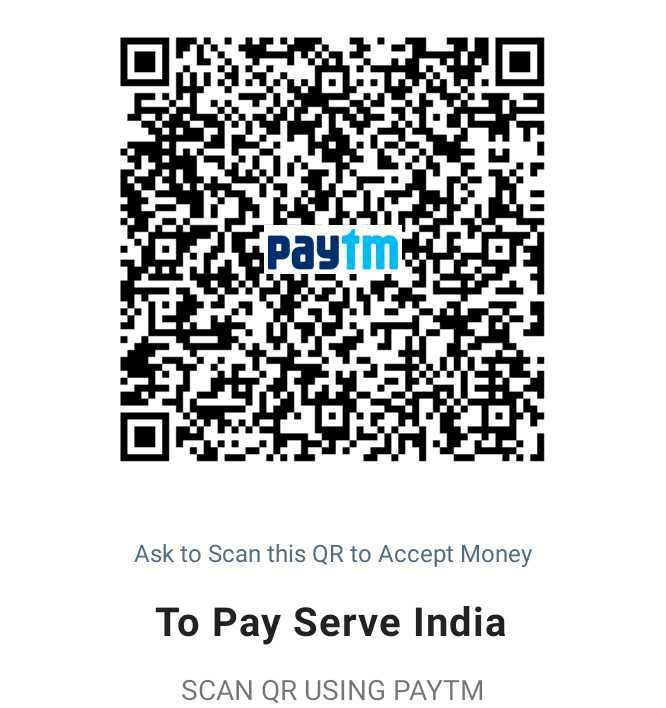 paytm
Ask to Scan this QR to Accept Money
To Pay Serve India
SCAN QR USING PAYTM